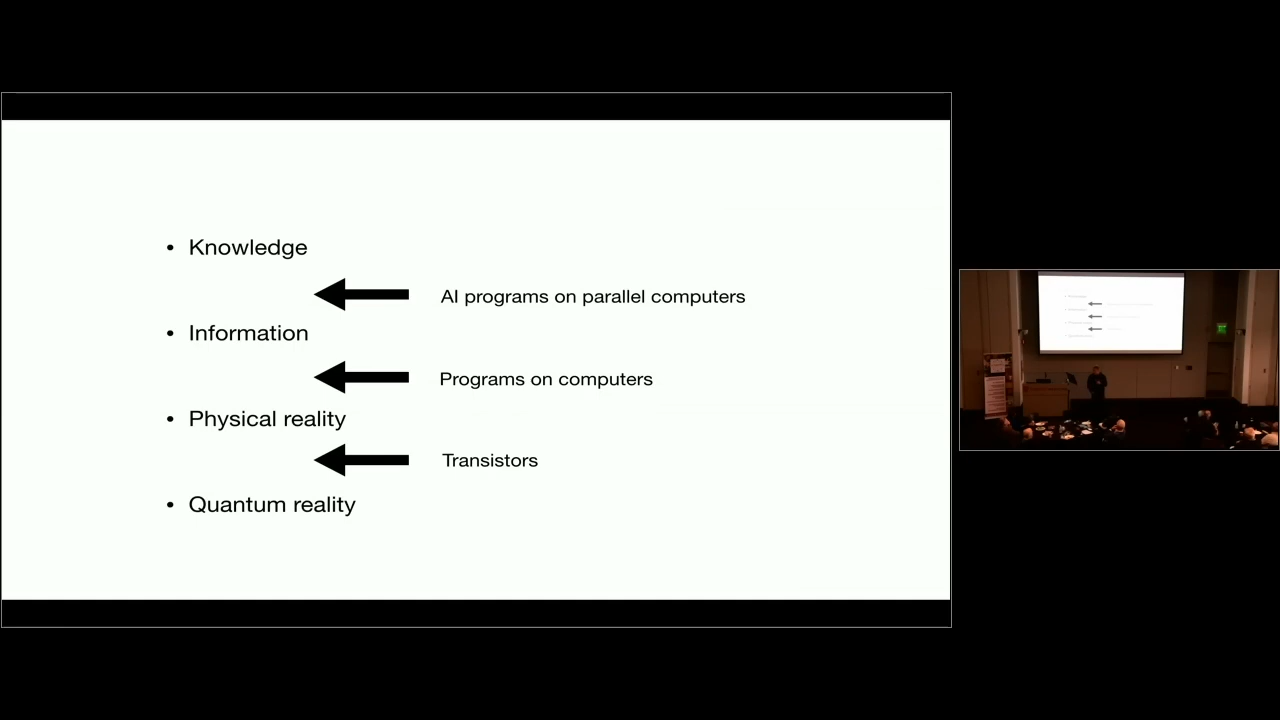 • Knowledge
AI programs on parallel computers
• Information
Programs on computers
• Physical reality
Transistors
• Quantum reality